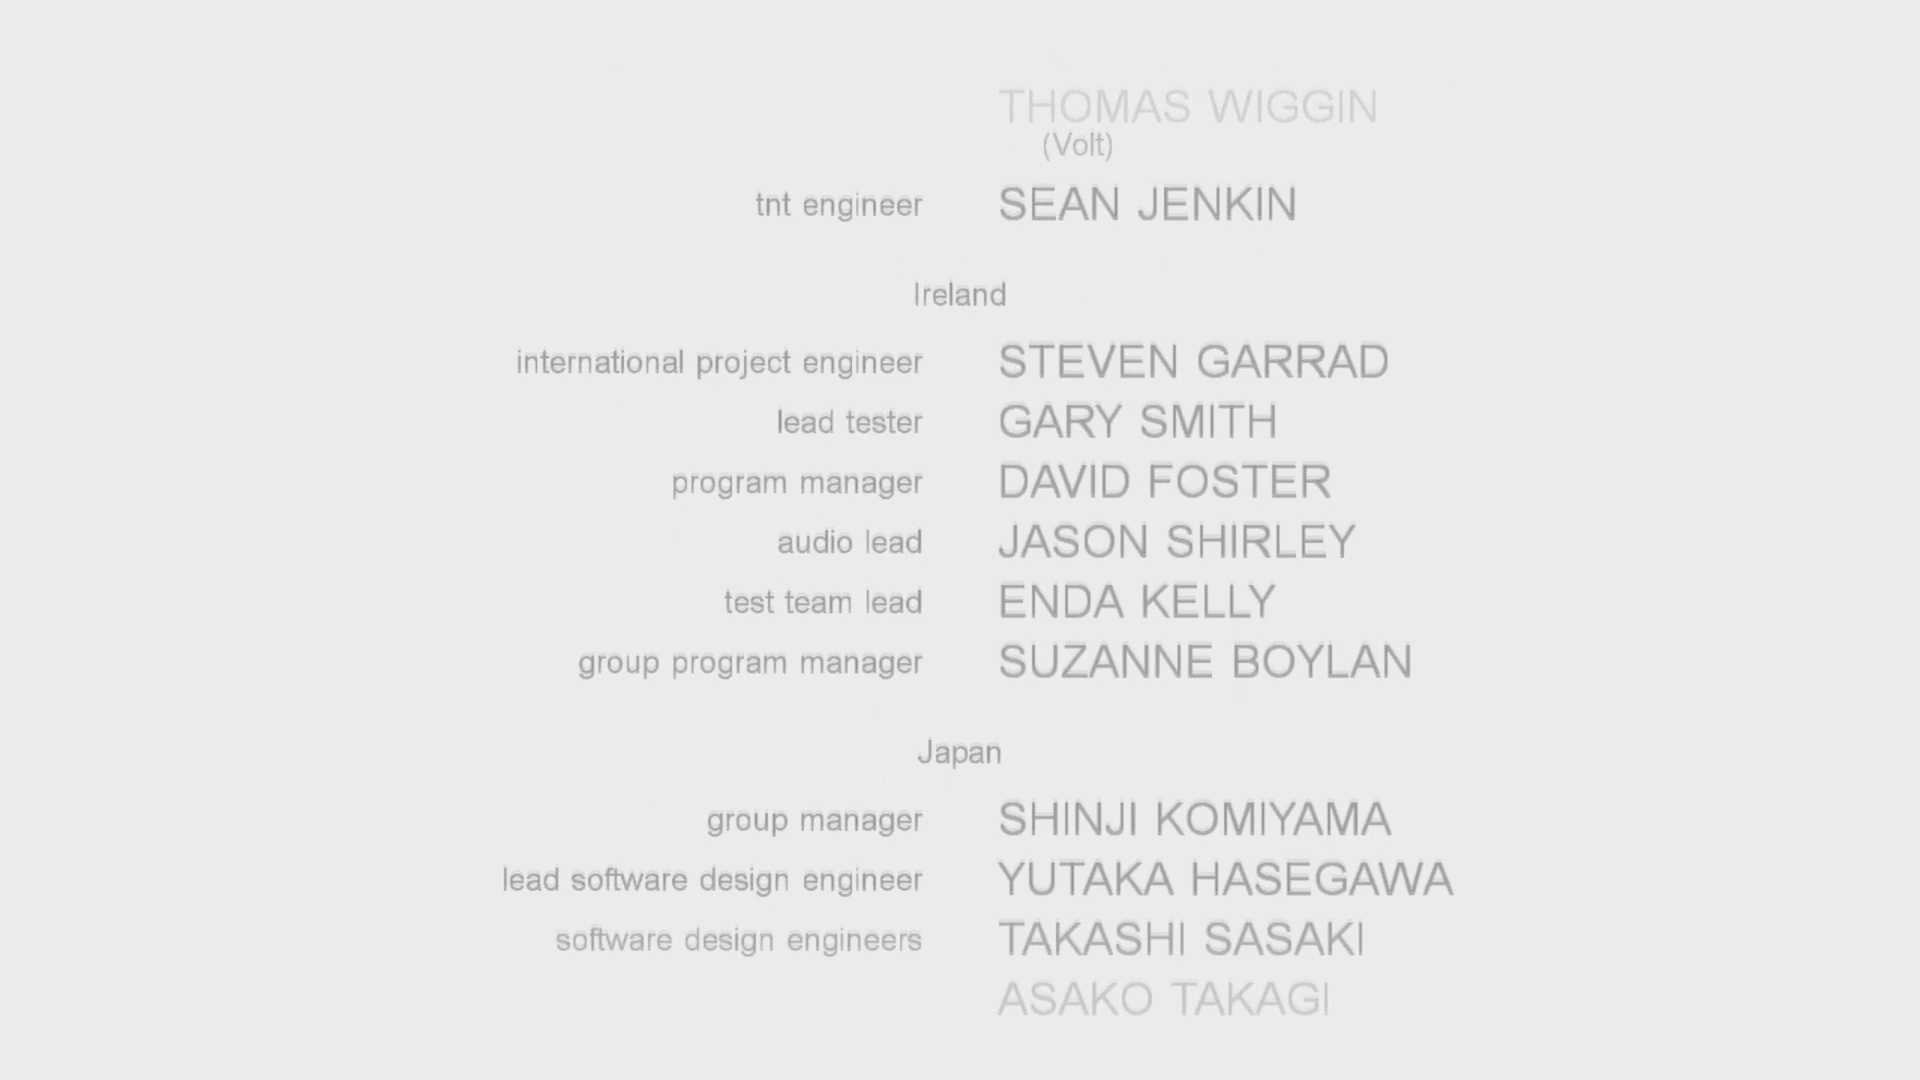 THOMAS WIGGIN
(Volt)
tnt engineer SEAN JENKIN
Ireland
international project engineer STEVEN GARRAD
lead tester GARY SMITH
program manager DAVID FOSTER
audio lead JASON SHIRLEY
test team lead ENDA KELLY
group program manager SUZANNE BOYLAN
Japan
group manager SHINJI KOMIYAMA
lead software design engineer YUTAKA HASEGAWA
software design engineers TAKASHI SASAKI
ASAKO TAKAGI